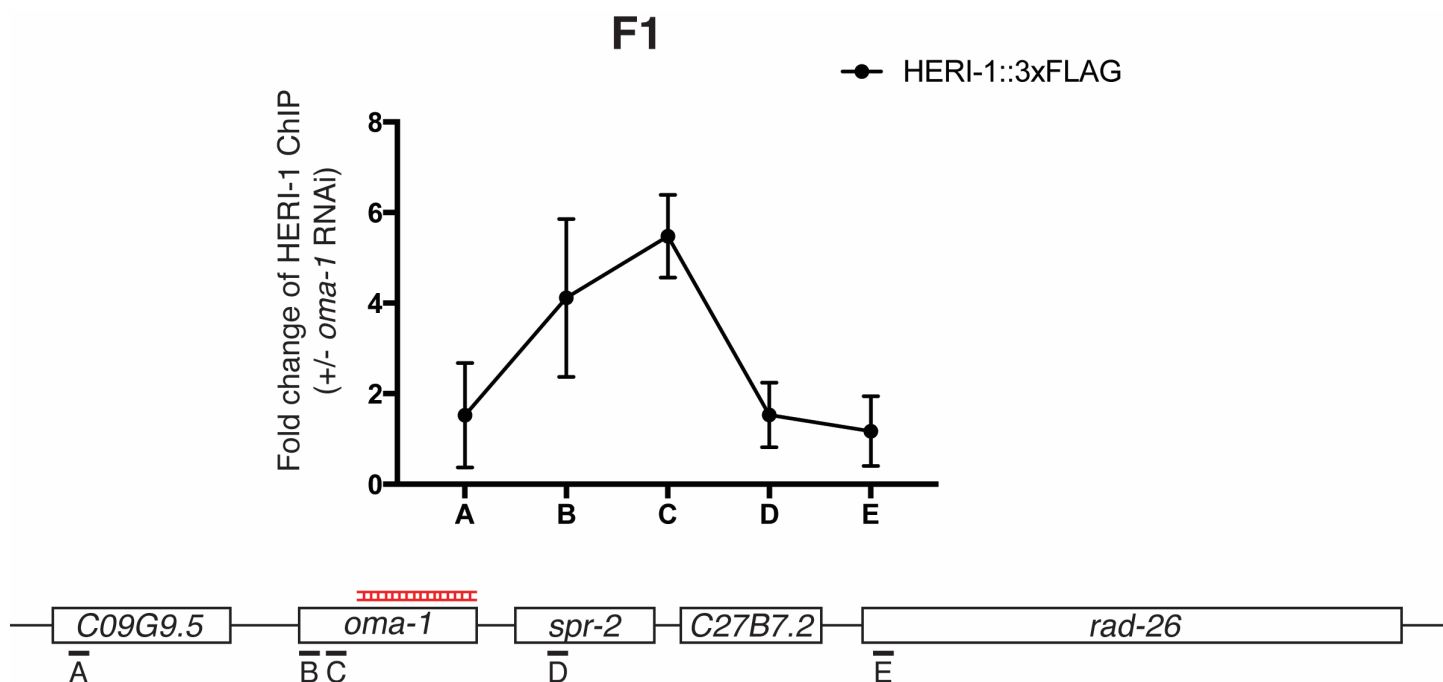 F1
HERI-1::3xFLAG
Fold change of HERI-1 ChIP
(+/- oma-1 RNAi)
8
6
4
2
0
A B C D E
C09G9.5 oma-1 spr-2 C27B7.2 rad-26
A B C D E